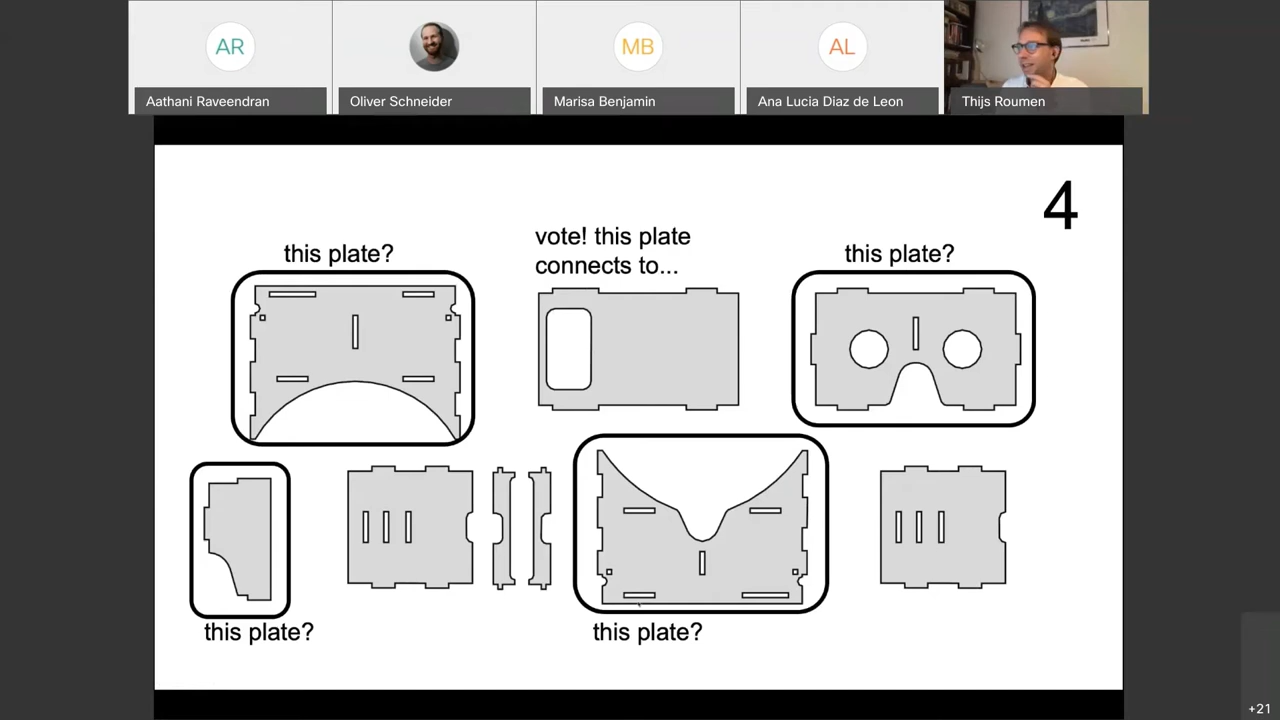 AR
MB
AL
Aathani Raveendran
Oliver Schneider
Marisa Benjamin
Ana Lucia Diaz de Leon
Thijs Roumen
4
vote! this plate
connects to...
this plate?
this plate?
this plate?
this plate?
+21